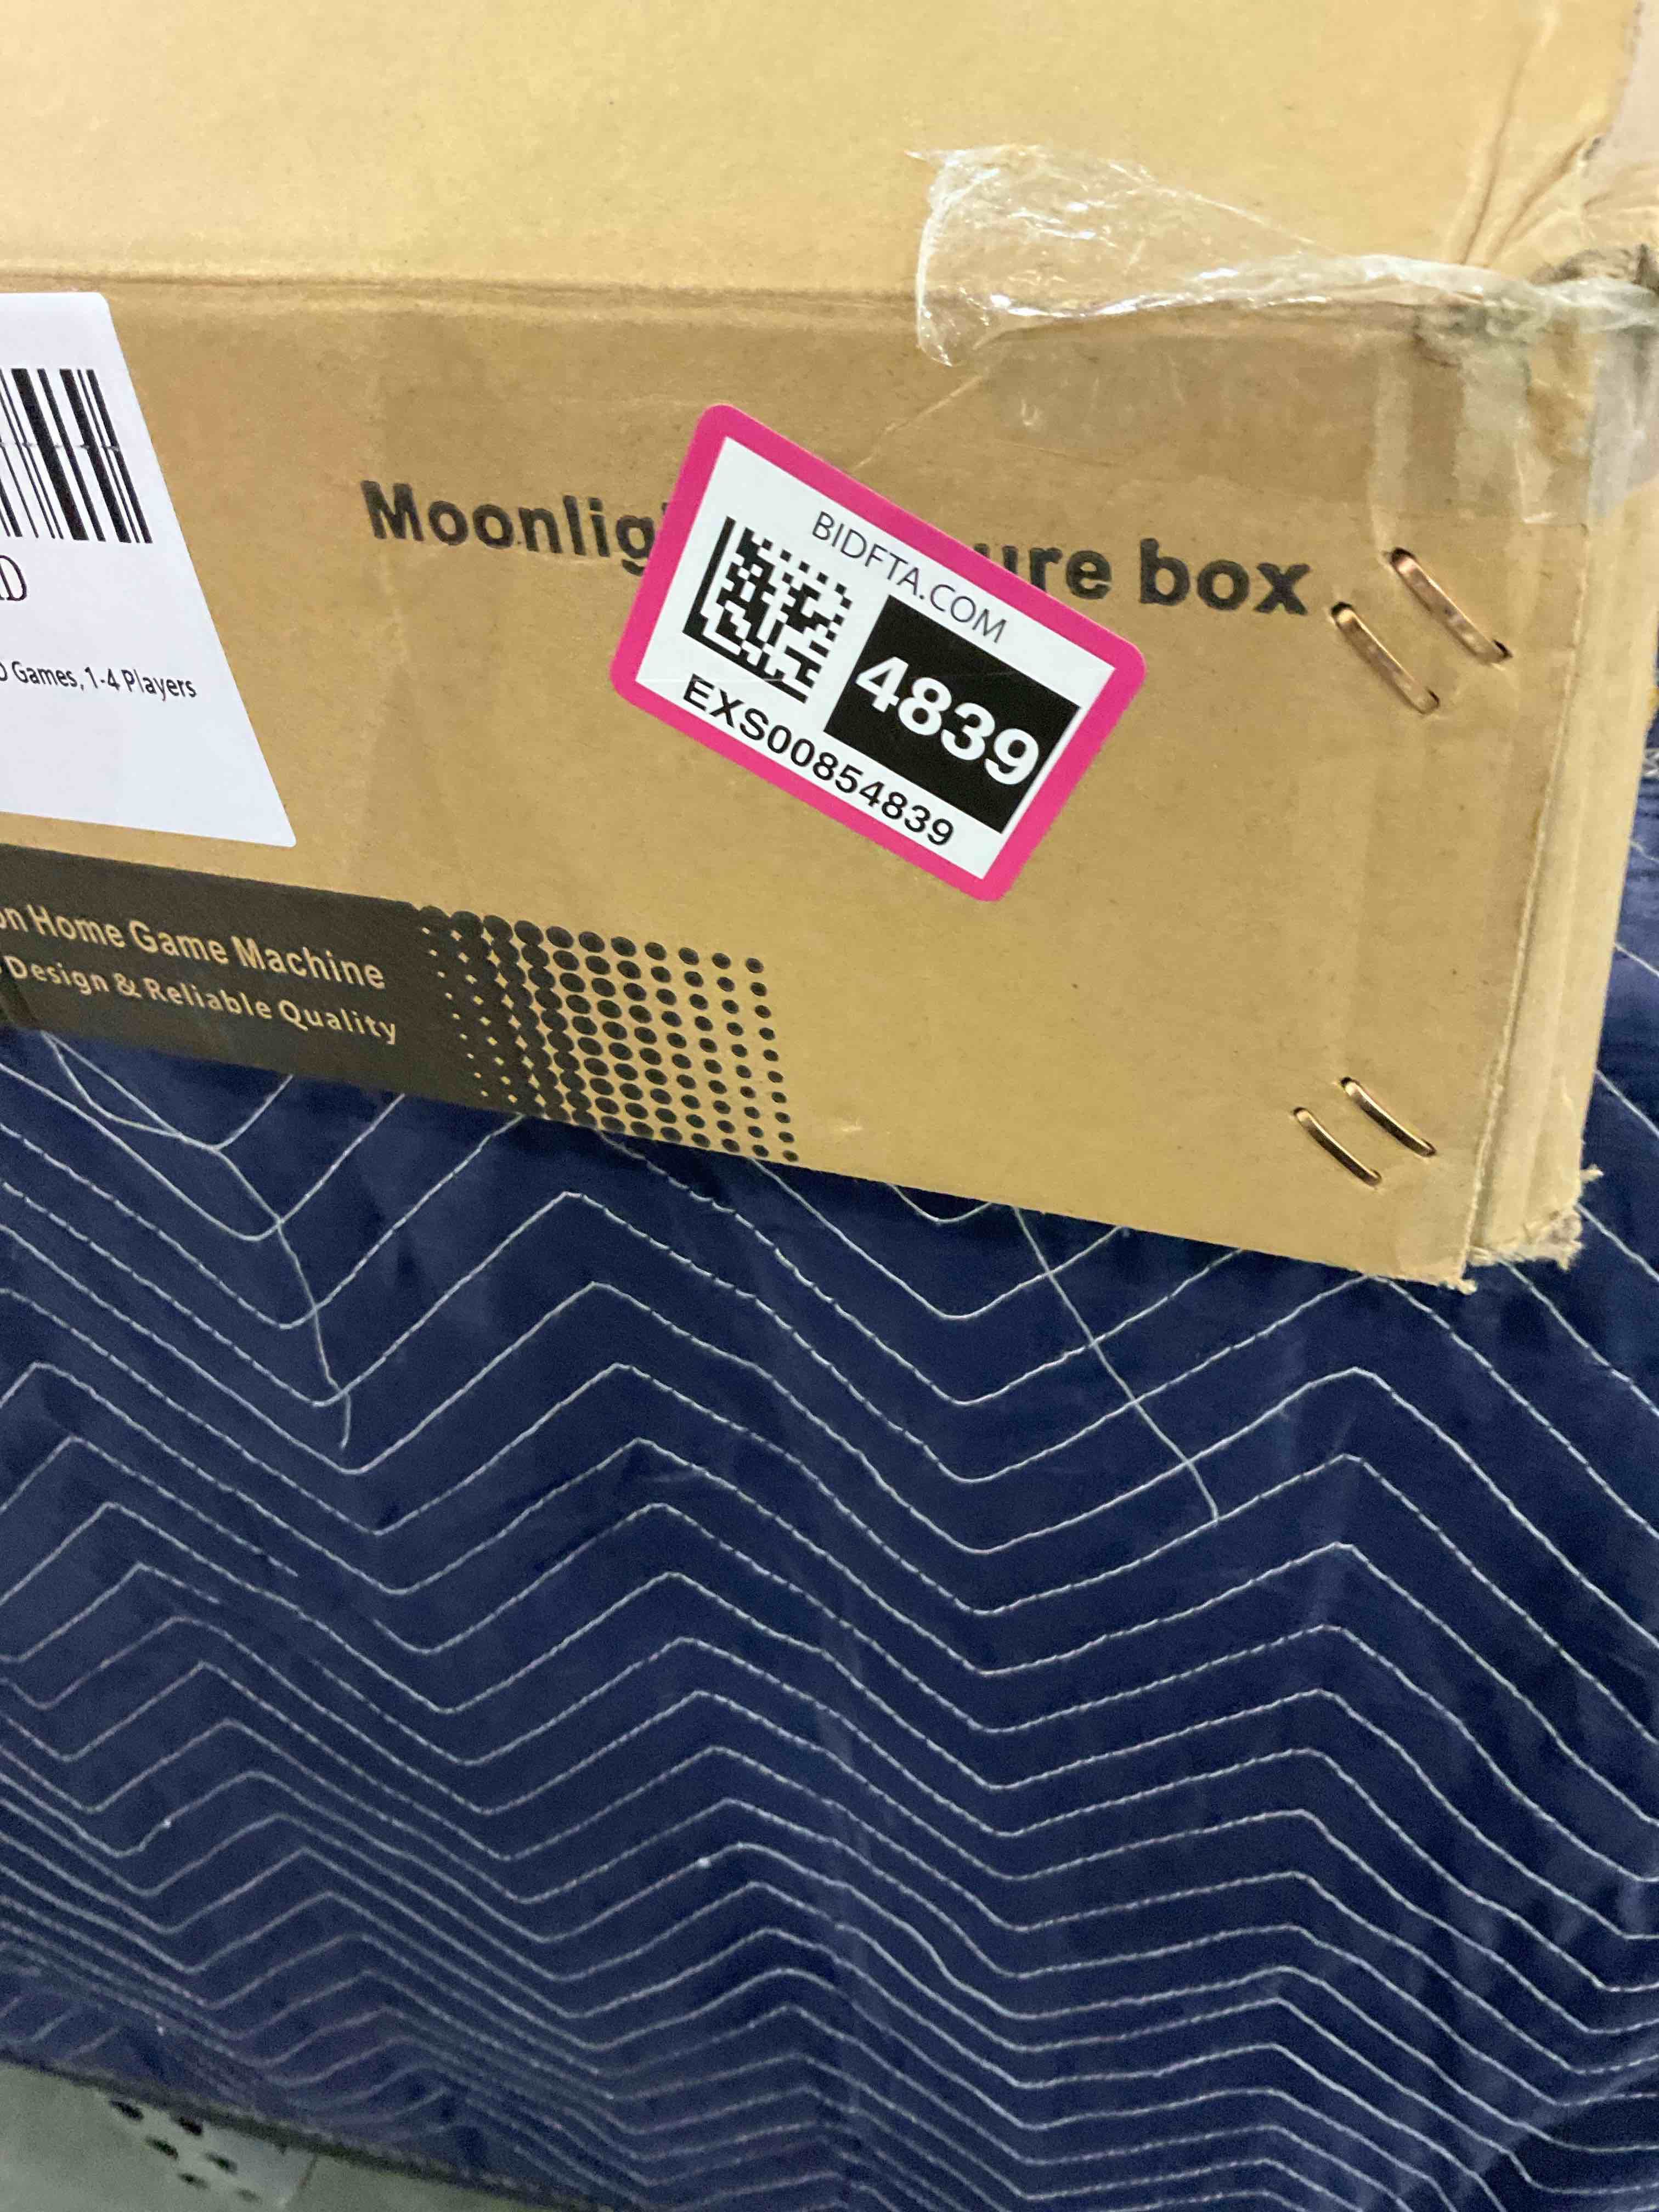 Moonlig ure box
BIDFTA.COM
4839
EXS00854839
D
Games, 1-4 Players
on Home Game Machine
Design & Reliable Quality